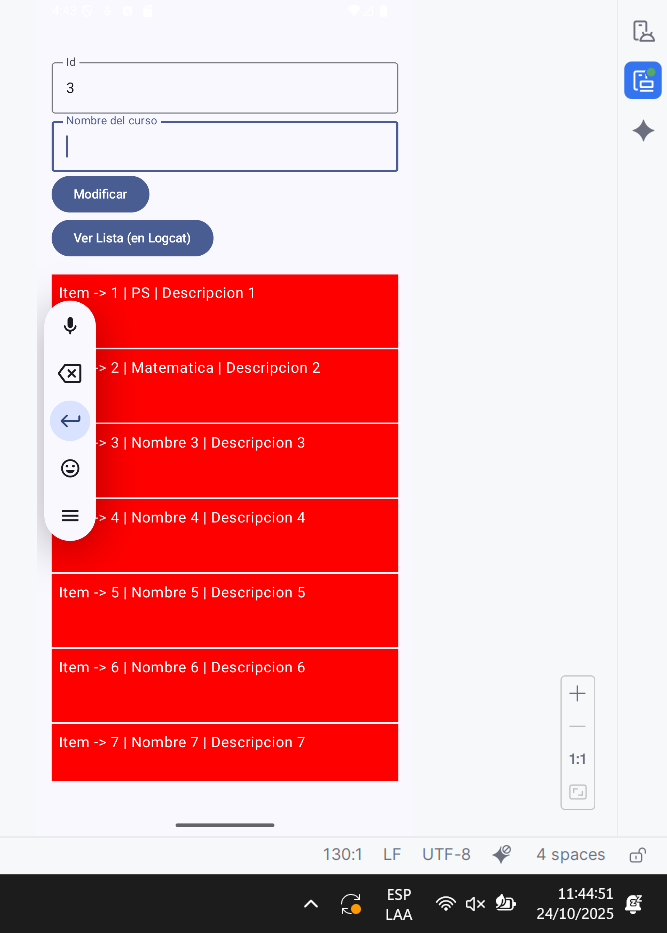 4:43
Id
3
Nombre del curso
Modificar
Ver Lista (en Logcat)
Item -> 1 | PS | Descripcion 1
-> 2 | Matematica | Descripcion 2
-> 3 | Nombre 3 | Descripcion 3
-> 4 | Nombre 4 | Descripcion 4
Item -> 5 | Nombre 5 | Descripcion 5
Item -> 6 | Nombre 6 | Descripcion 6
Item -> 7 | Nombre 7 | Descripcion 7
1:1
130:1 LF UTF-8 4 spaces
ESP
LAA
11:44:51
24/10/2025